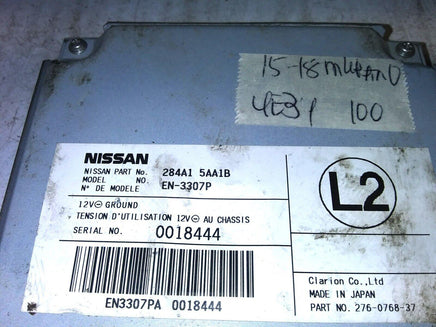 15-18 MURANO
4E31 100
NISSAN
NISSAN PART No. 284A1 5AA1B
MODEL NO. EN-3307P
N° DE MODELE
L2
12V⊖ GROUND
TENSION D'UTILISATION 12V⊖ AU CHASSIS
SERIAL NO. 0018444
EN3307PA 0018444
Clarion Co.,Ltd
MADE IN JAPAN
PART NO. 276-0768-37